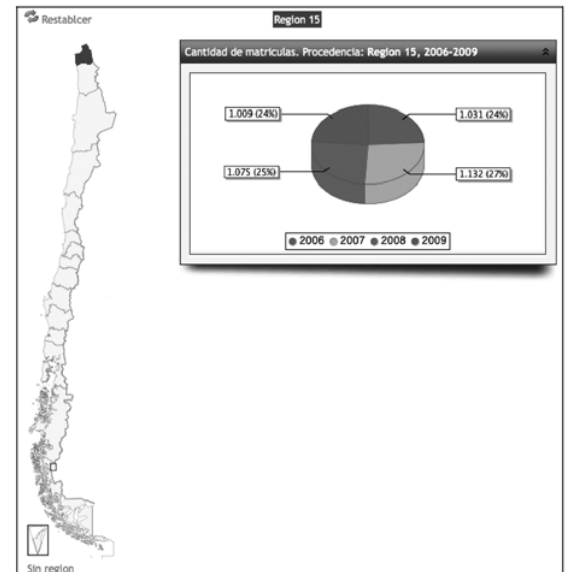 Restablcer
Region 15
Cantidad de matriculas. Procedencia: Region 15, 2006-2009
1.009 (24%)
1.031 (24%)
1.075 (25%)
1.132 (27%)
2006 2007 2008 2009
Sin region